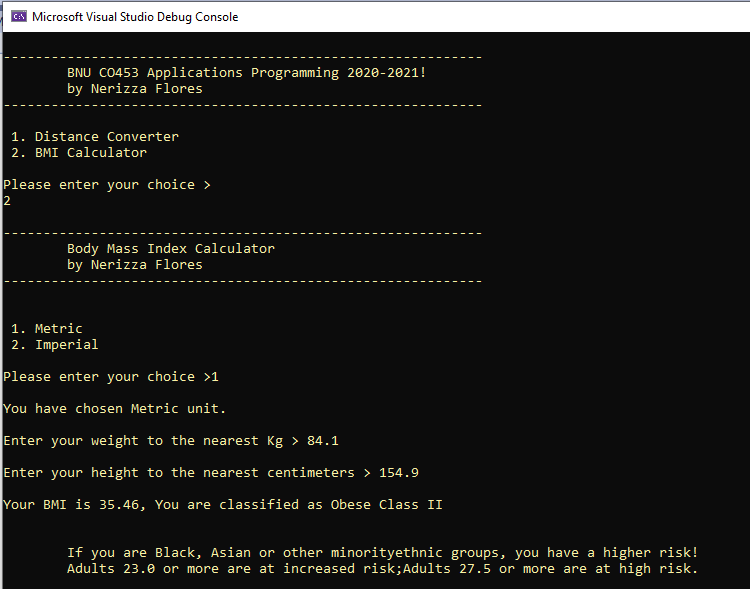 Microsoft Visual Studio Debug Console
------------------------------------------------------------
BNU CO453 Applications Programming 2020-2021!
by Nerizza Flores
------------------------------------------------------------
1. Distance Converter
2. BMI Calculator
Please enter your choice >
2
------------------------------------------------------------
Body Mass Index Calculator
by Nerizza Flores
------------------------------------------------------------
1. Metric
2. Imperial
Please enter your choice >1
You have chosen Metric unit.
Enter your weight to the nearest Kg > 84.1
Enter your height to the nearest centimeters > 154.9
Your BMI is 35.46, You are classified as Obese Class II
If you are Black, Asian or other minorityethnic groups, you have a higher risk!
Adults 23.0 or more are at increased risk;Adults 27.5 or more are at high risk.